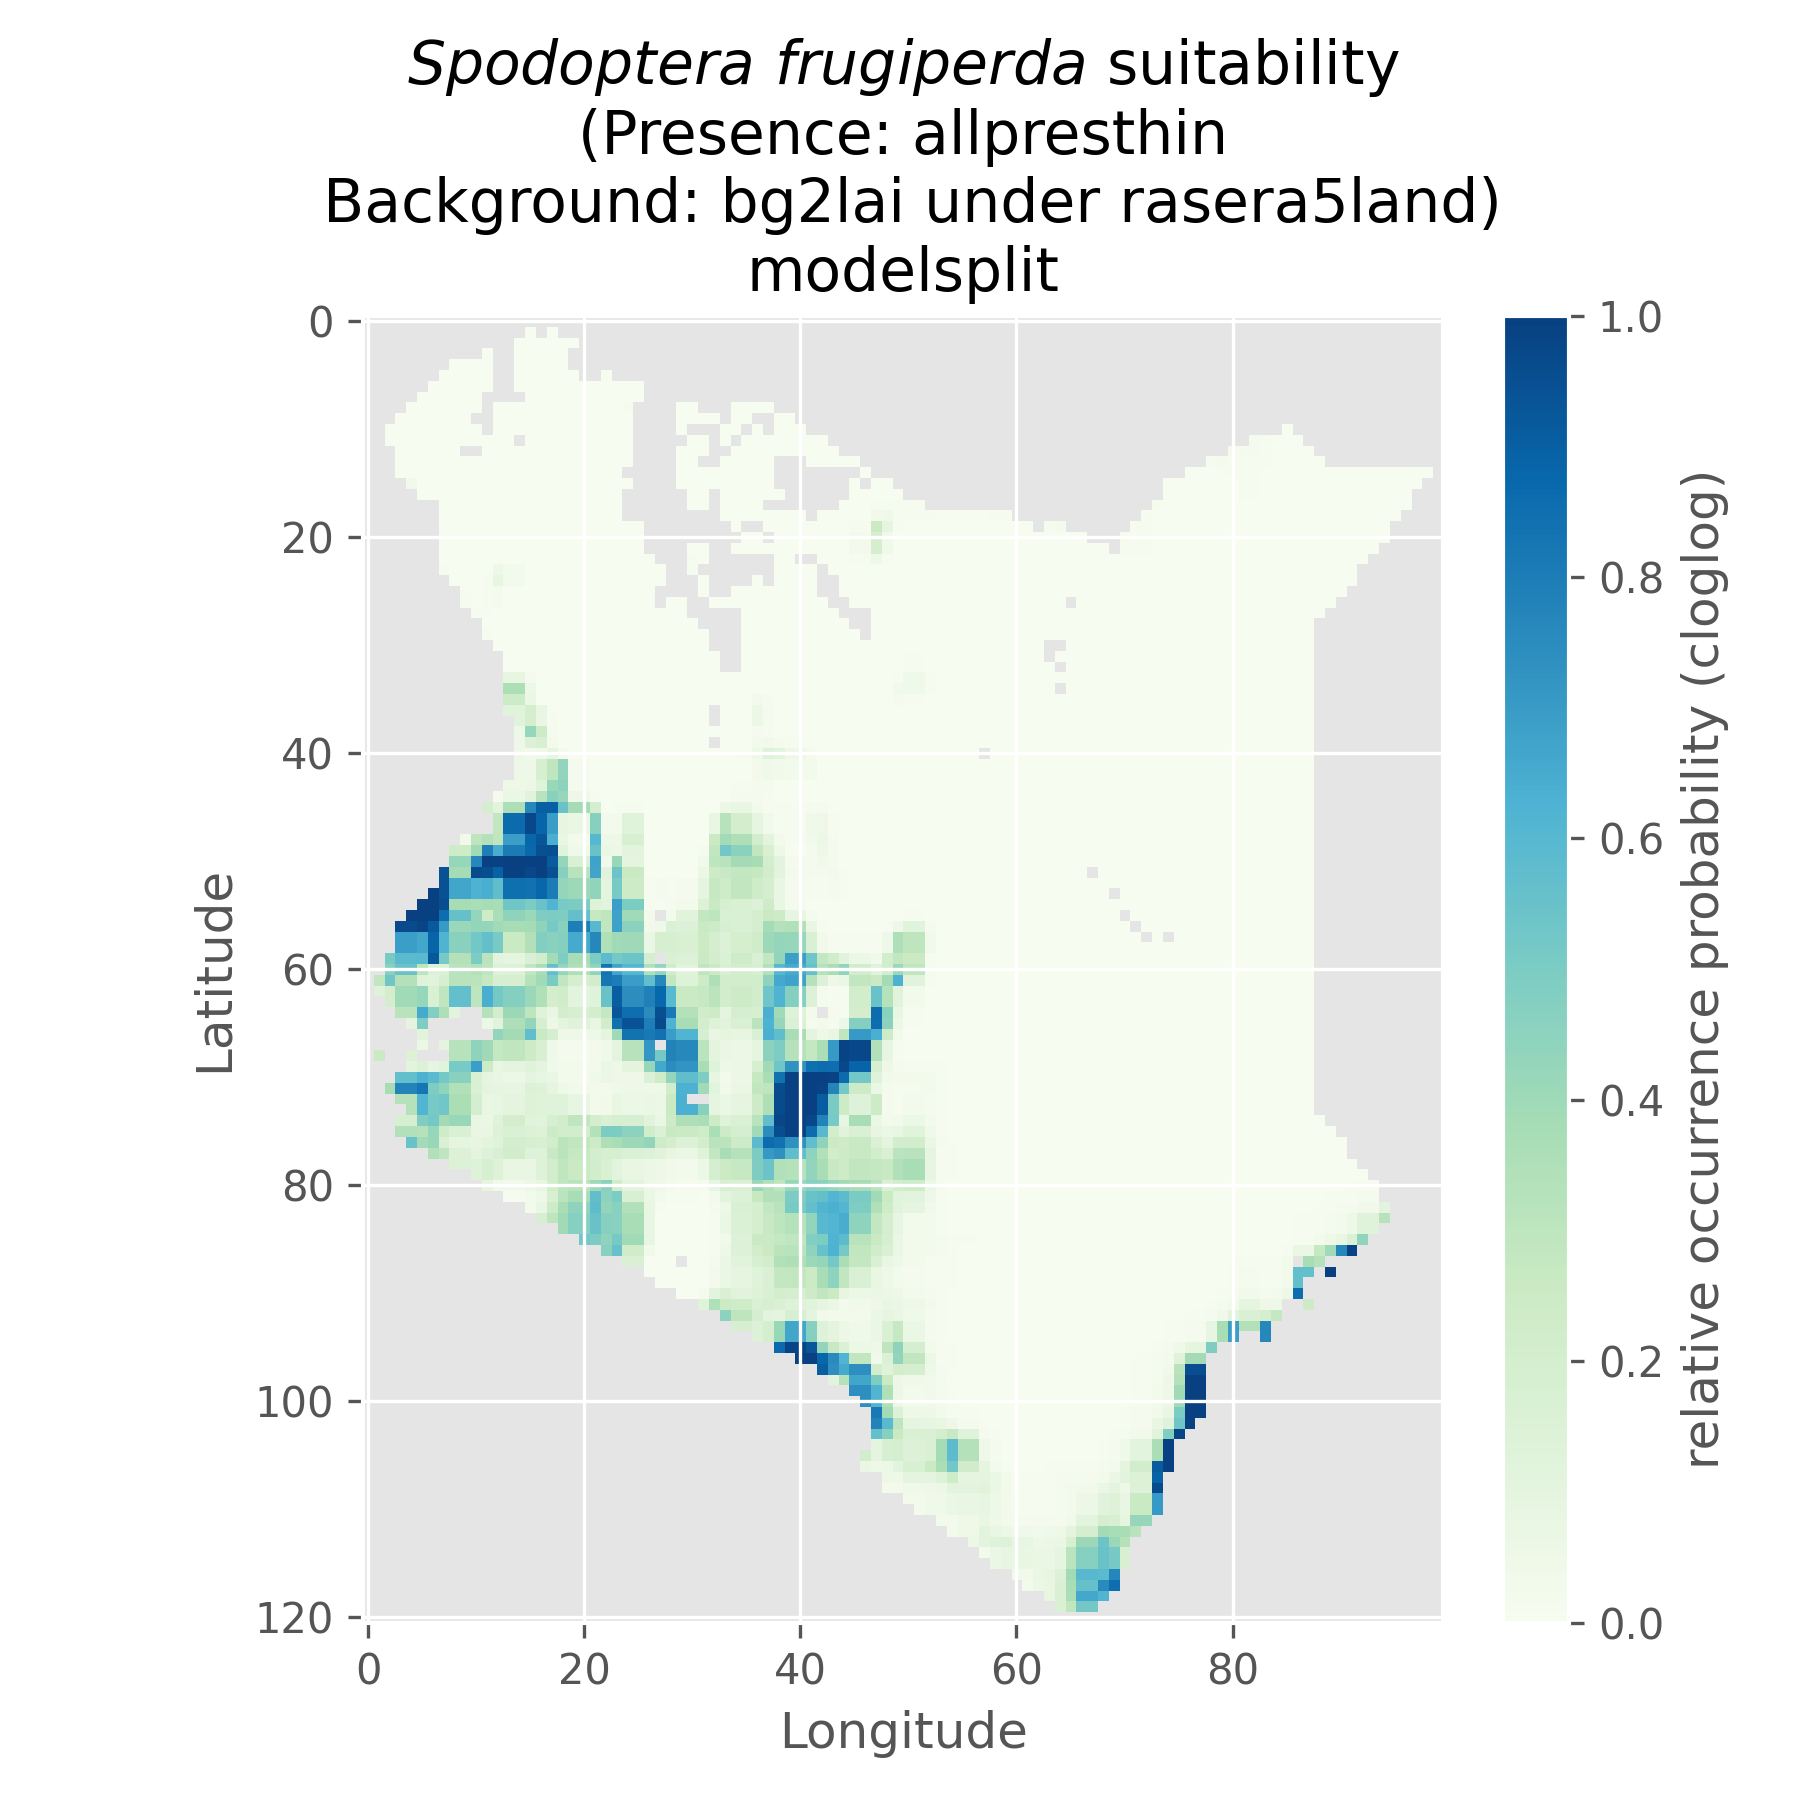 Spodoptera frugiperda suitability
(Presence: allpresthin
Background: bg2lai under rasera5land)
modelsplit
0
20
40
60
80
100
120
Latitude
0
20
40
60
80
Longitude
1.0
0.8
0.6
0.4
0.2
0.0
relative occurrence probability (cloglog)